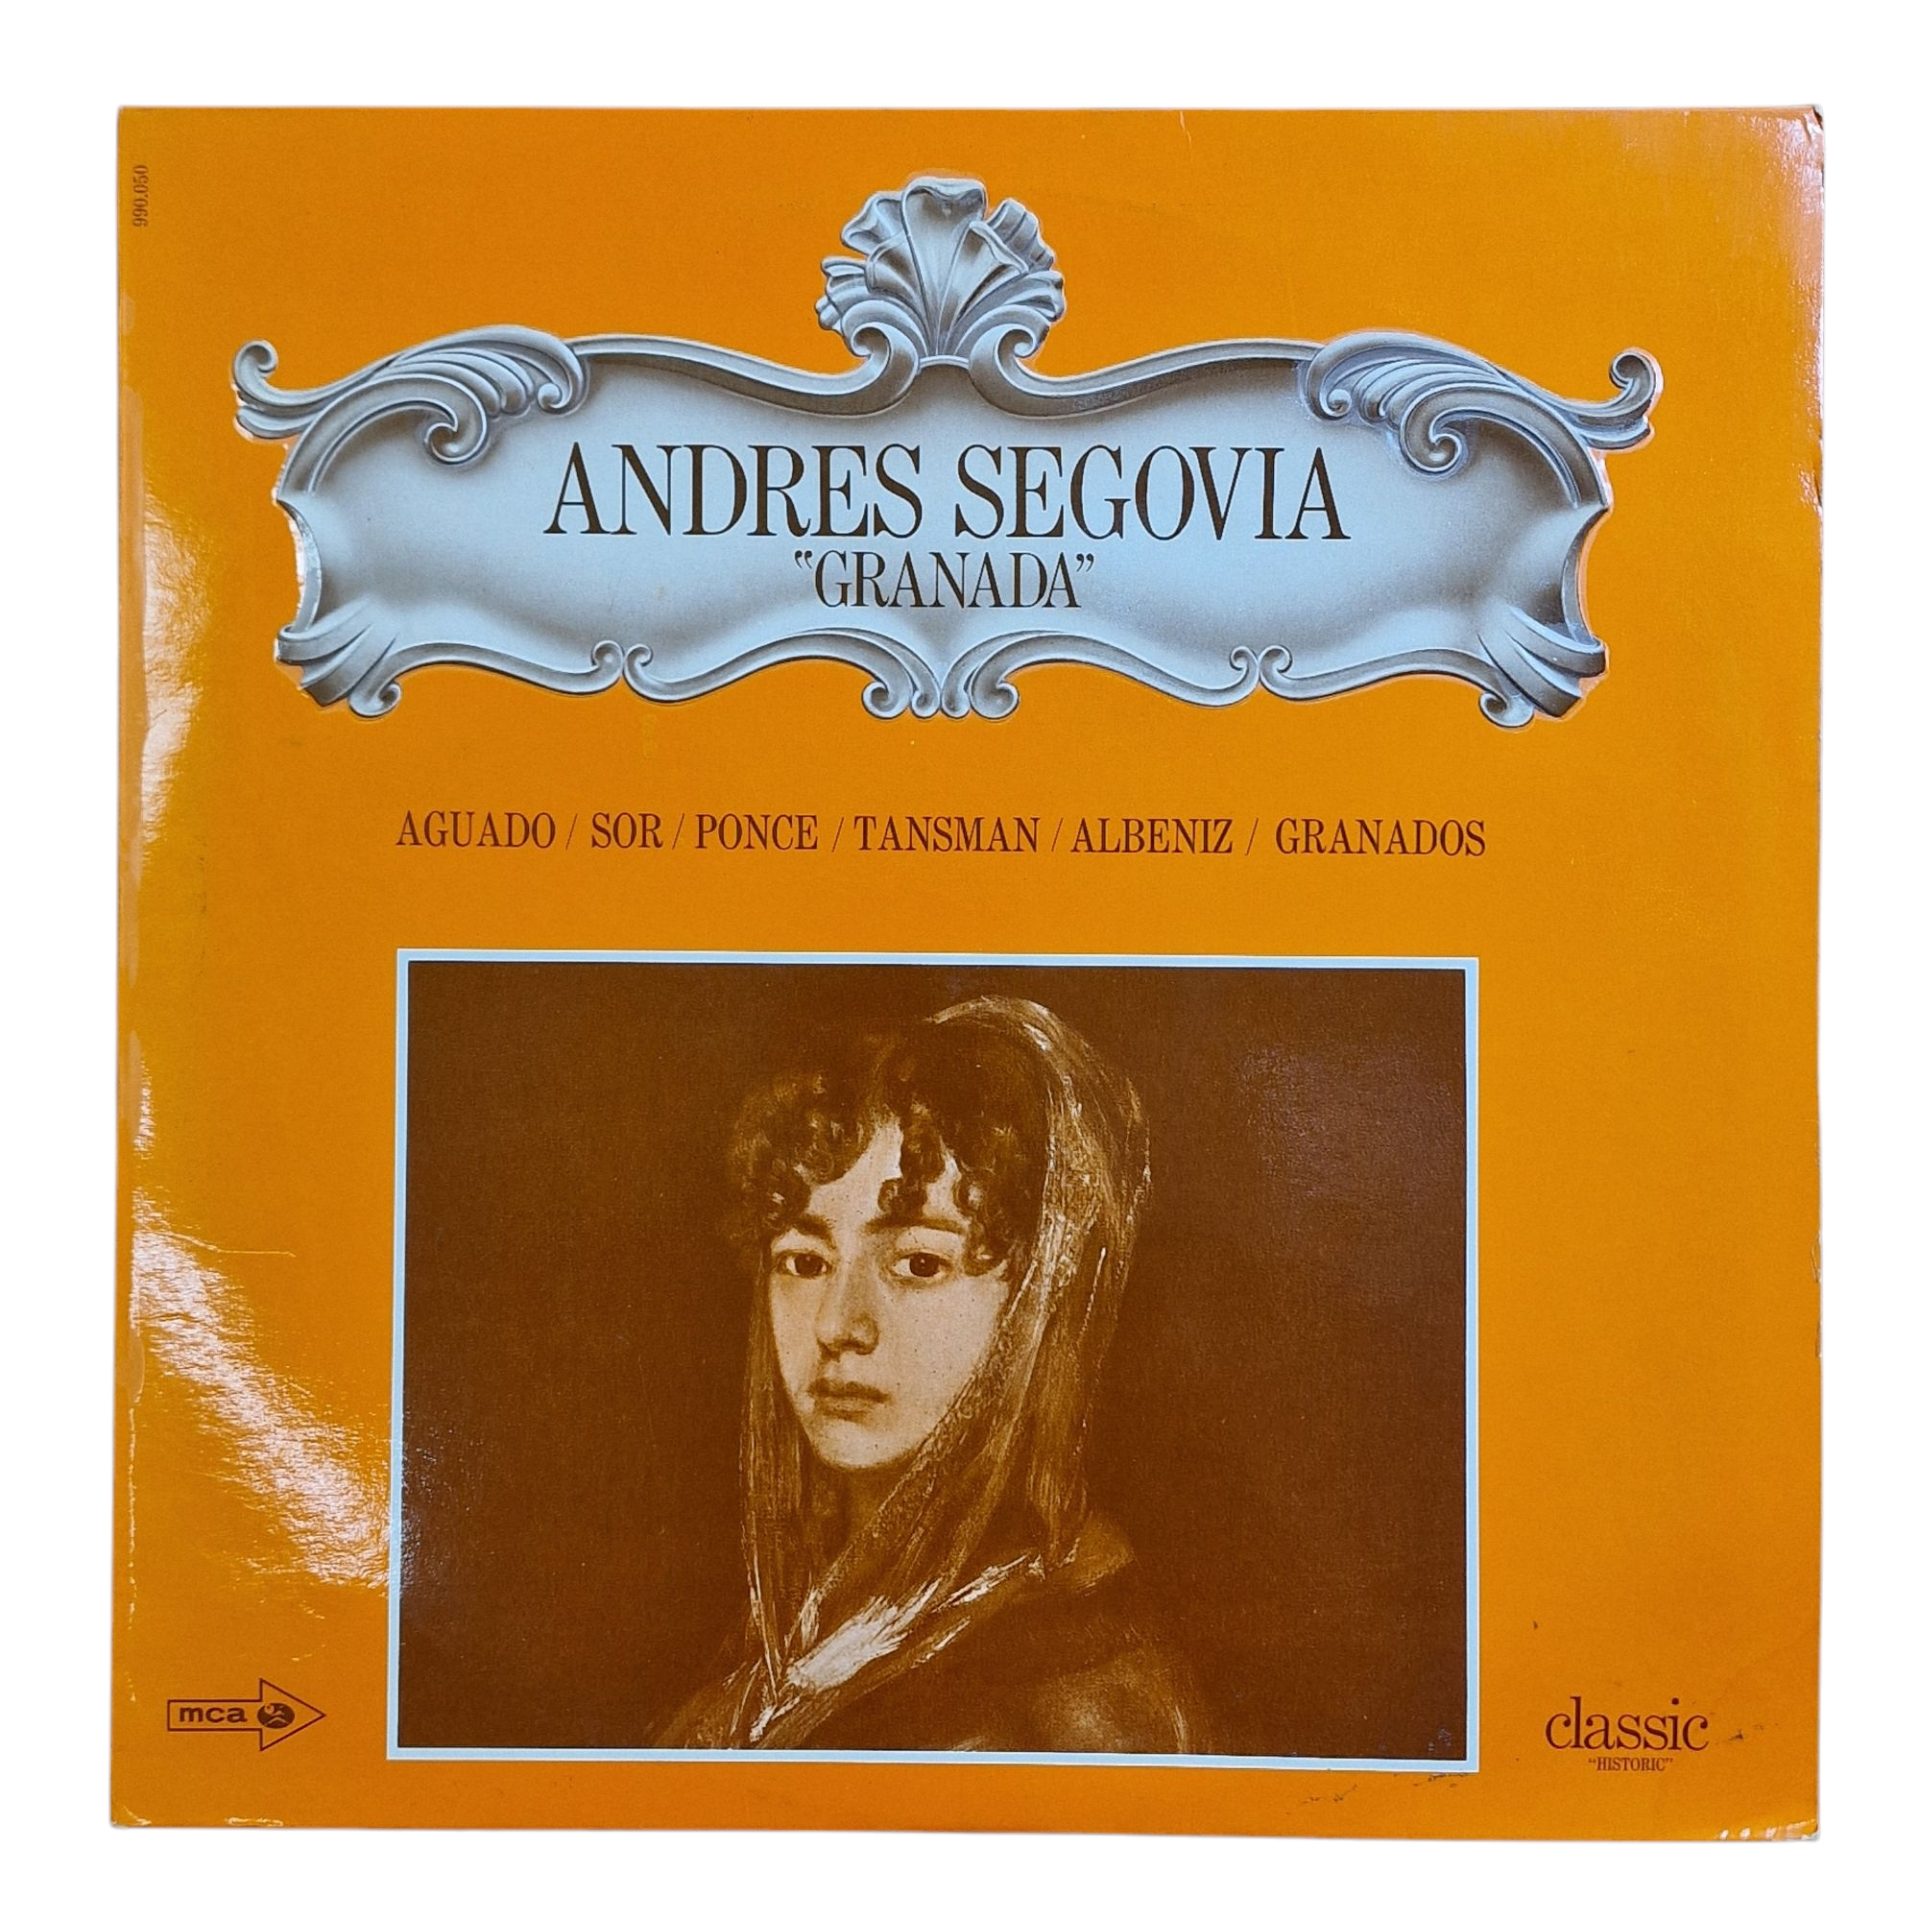 990.050
ANDRES SEGOVIA
“GRANADA”
AGUADO / SOR / PONCE / TANSMAN / ALBENIZ / GRANADOS
mca
classic
“HISTORIC”